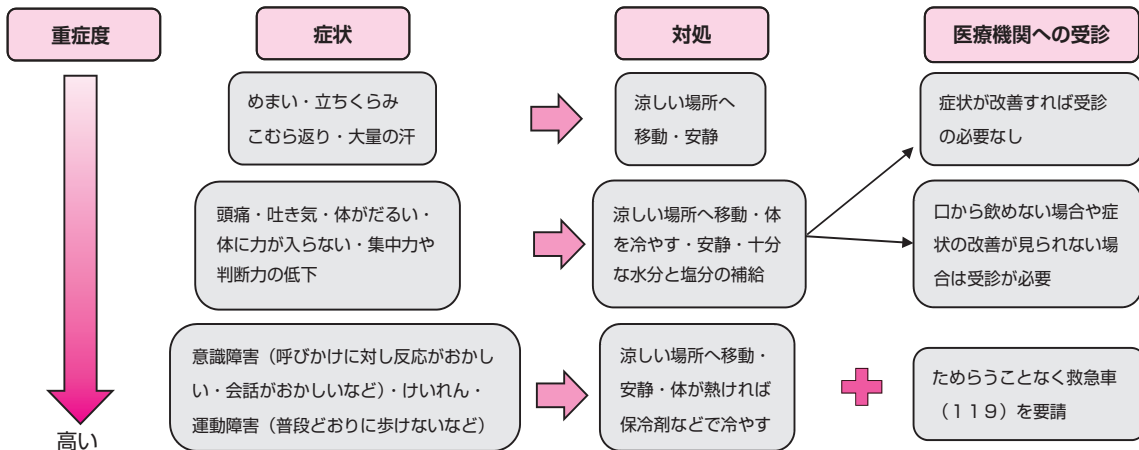 重症度
症状
対処
医療機関への受診
めまい・立ちくらみ
こむら返り・大量の汗
涼しい場所へ
移動・安静
症状が改善すれば受診
の必要なし
頭痛・吐き気・体がだるい・
体に力が入らない・集中力や
判断力の低下
涼しい場所へ移動・体
を冷やす・安静・十分
な水分と塩分の補給
口から飲めない場合や症
状の改善が見られない場
合は受診が必要
意識障害（呼びかけに対し反応がおかし
い・会話がおかしいなど）・けいれん・
運動障害（普段どおりに歩けないなど）
涼しい場所へ移動・
安静・体が熱ければ
保冷剤などで冷やす
ためらうことなく救急車
（１１９）を要請
高い